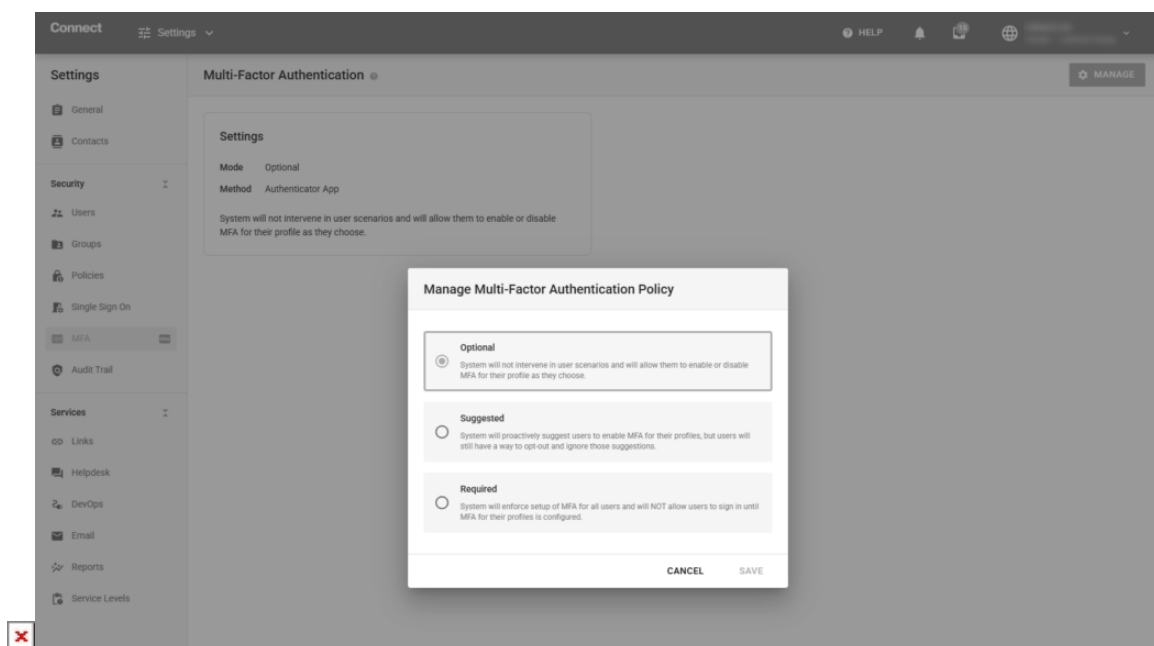 Connect
Settings
HELP
Settings
Multi-Factor Authentication
MANAGE
General
Contacts
Settings
Mode Optional
Method Authenticator App
System will not intervene in user scenarios and will allow them to enable or disable
MFA for their profile as they choose.
Security
Users
Groups
Policies
Single Sign On
MFA
Audit Trail
Services
Links
Helpdesk
DevOps
Email
Reports
Service Levels
Manage Multi-Factor Authentication Policy
Optional
System will not intervene in user scenarios and will allow them to enable or disable
MFA for their profile as they choose.
Suggested
System will proactively suggest users to enable MFA for their profiles, but users will
still have a way to opt-out and ignore those suggestions.
Required
System will enforce setup of MFA for all users and will NOT allow users to sign in until
MFA for their profiles is configured.
CANCEL SAVE